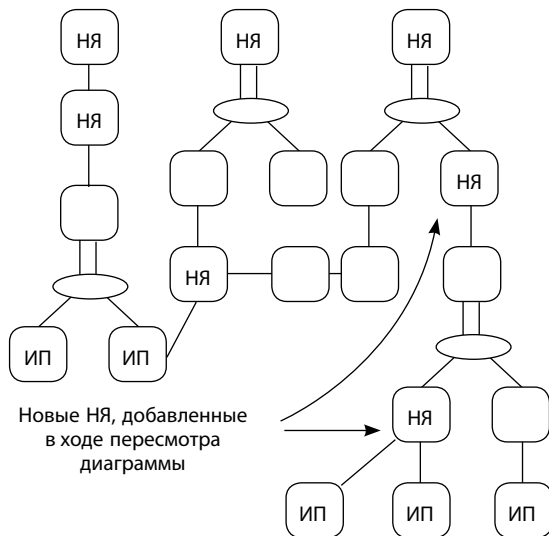 НЯ НЯ НЯ
НЯ
НЯ
НЯ
ИП ИП
Новые НЯ, добавленные
в ходе пересмотра
диаграммы
НЯ
ИП ИП ИП